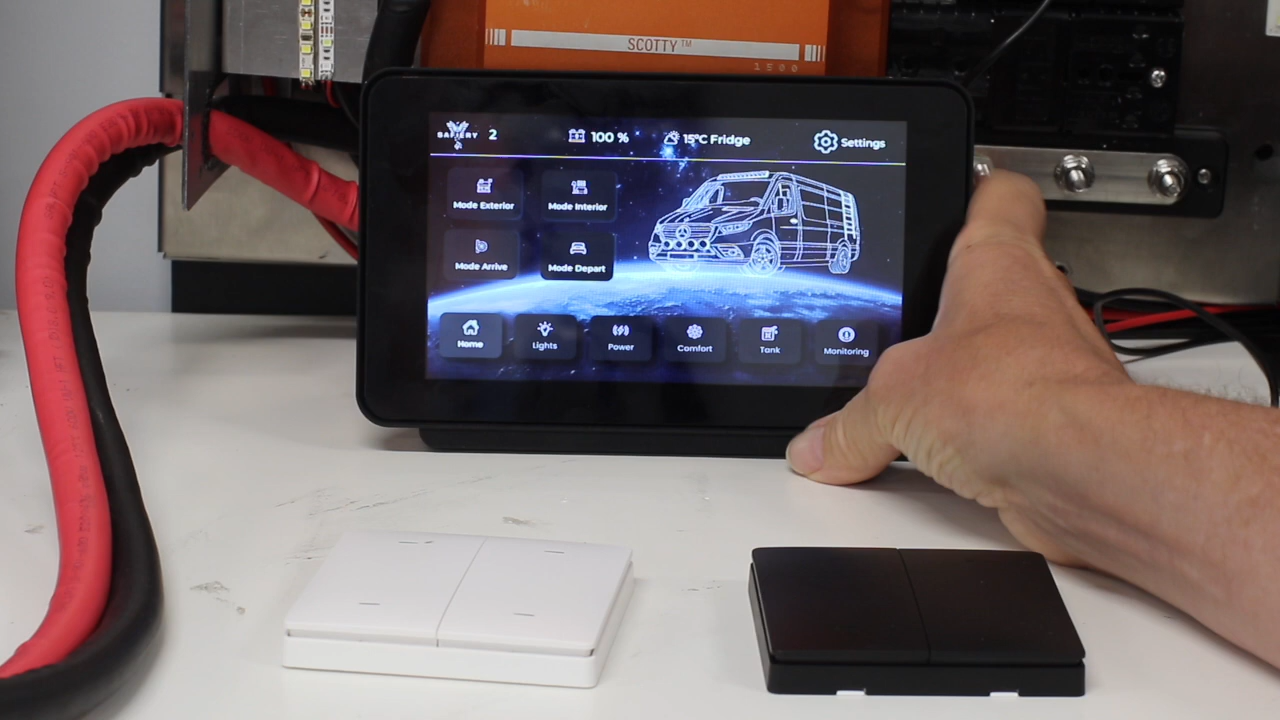 SCOTTY™
1500
SAFIERY
2
100 %
15°C Fridge
Settings
Mode Exterior
Mode Interior
Mode Arrive
Mode Depart
Home
Lights
Power
Comfort
Tank
Monitoring